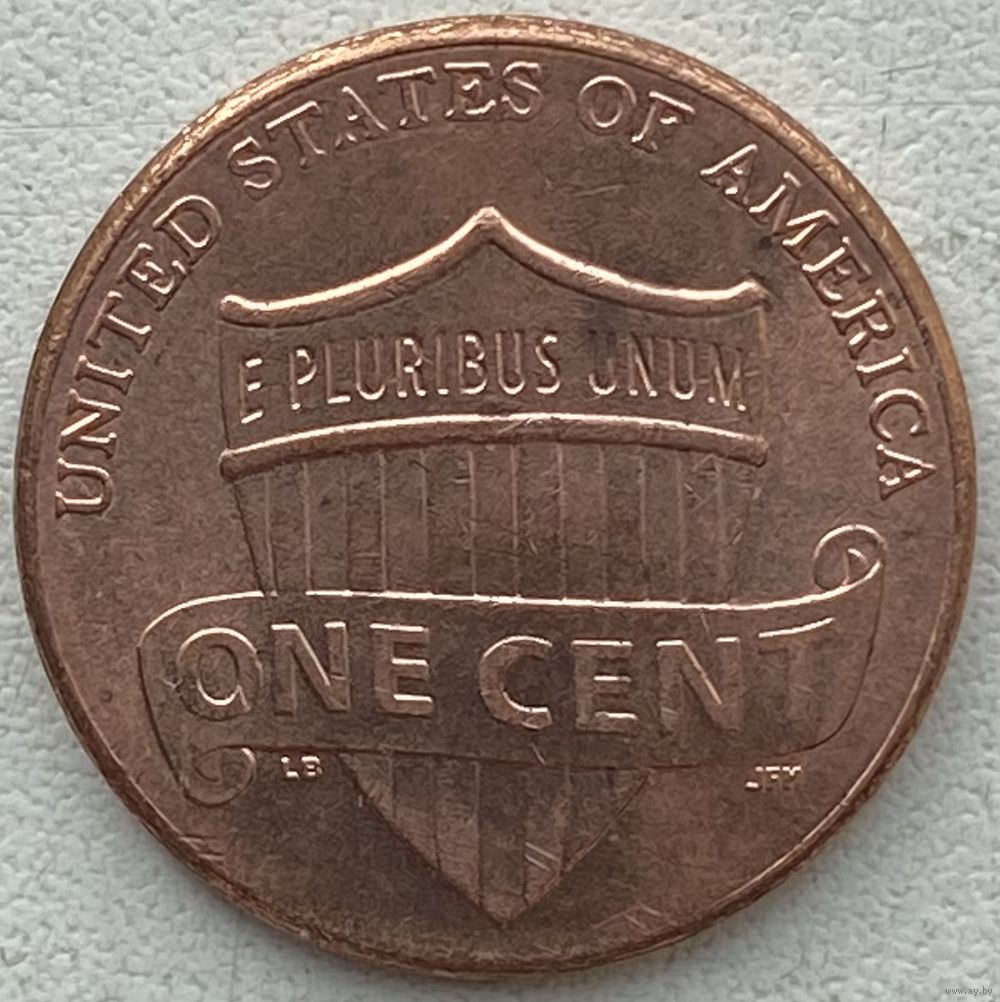 UNITED STATES OF AMERICA
E PLURIBUS UNUM
ONE CENT
LB
JFM
www.ay.by